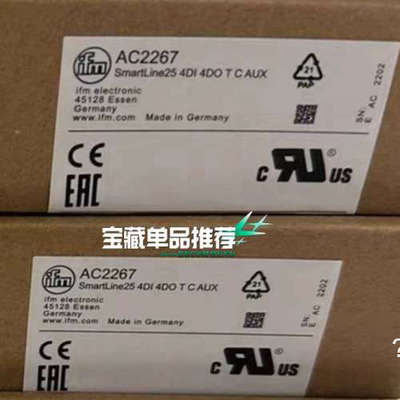 ifm
AC2267
SmartLine25 4DI 4DO T C AUX
ifm electronic
45128 Essen
Germany
www.ifm.com
Made in Germany
21
PAP
SN: 2202
E AC
CE
EAC
c RU US
宝藏单品推荐
ifm
AC2267
SmartLine25 4DI 4DO T C AUX
ifm electronic
45128 Essen
Germany
www.ifm.com
Made in Germany
21
PAP
SN: 2202
E AC
CE
EAC
c RU US
?